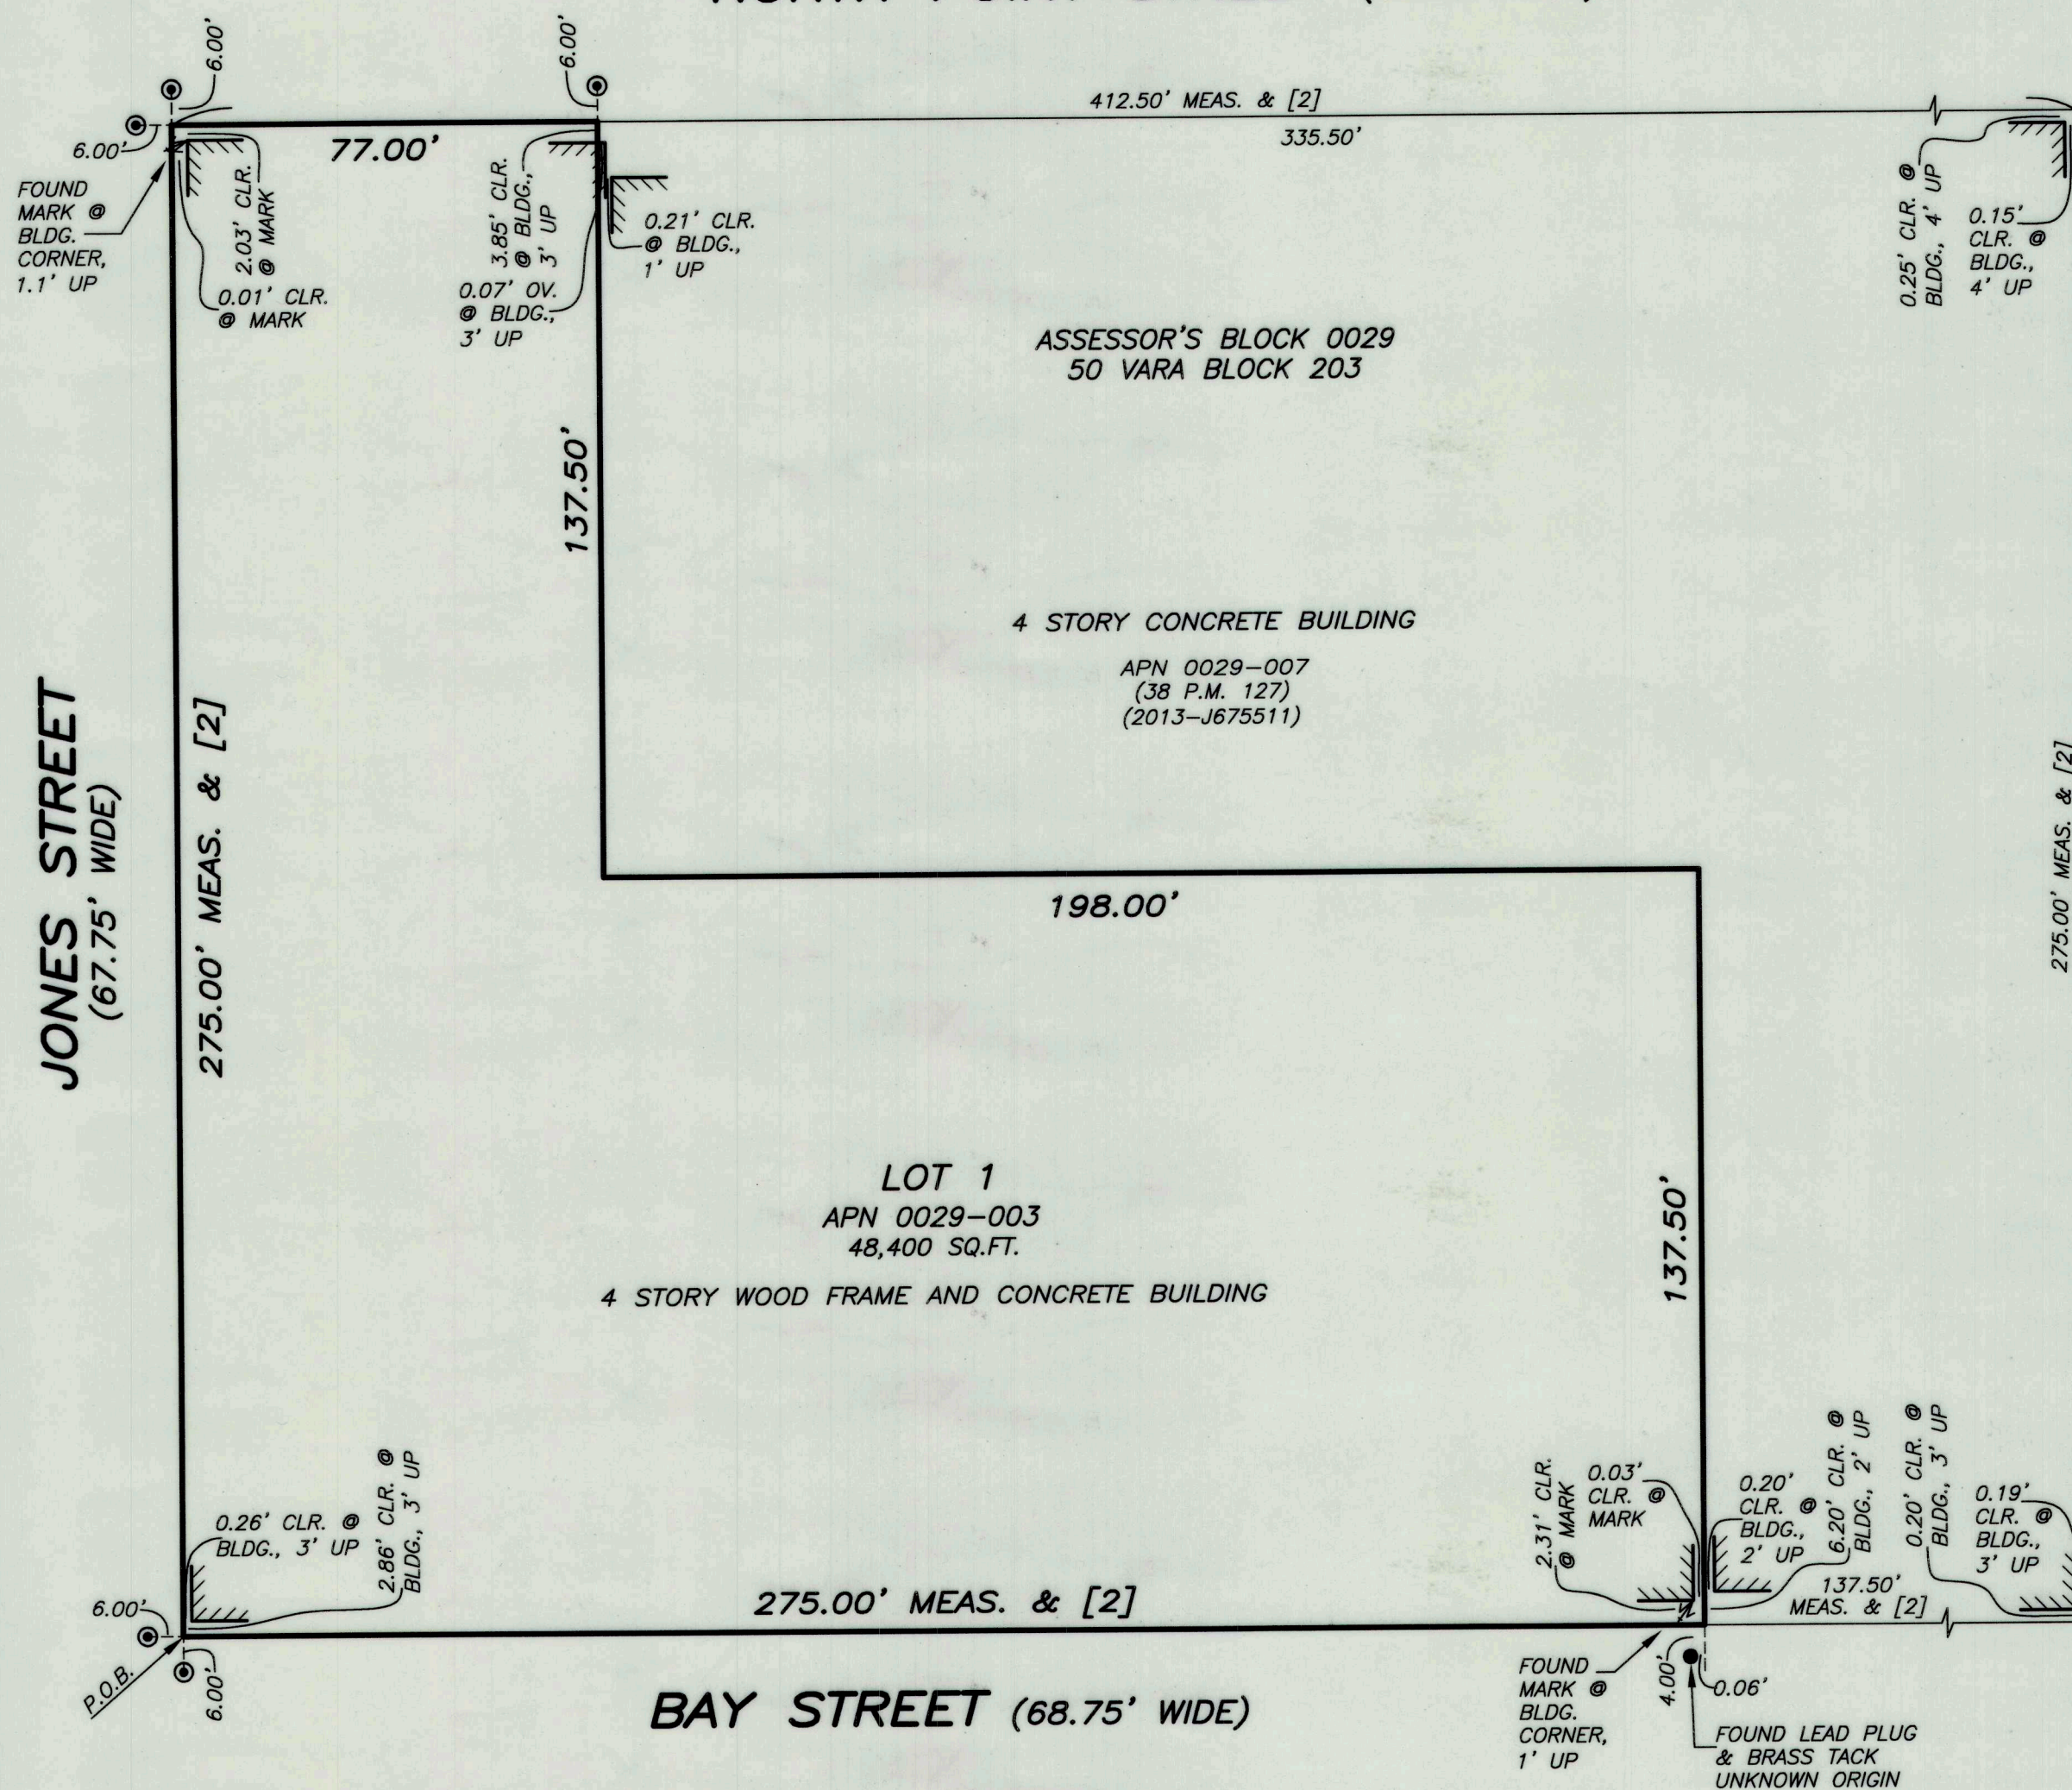 6.00'
6.00'
412.50' MEAS. & [2]
335.50'
6.00'
77.00'
FOUND
MARK @
BLDG.
CORNER,
1.1' UP
2.03' CLR.
@ MARK
0.01' CLR.
@ MARK
3.85' CLR.
@ BLDG.,
3' UP
0.07' OV.
@ BLDG.,
3' UP
0.21' CLR.
@ BLDG.,
1' UP
0.25' CLR. @
BLDG., 4' UP
0.15'
CLR. @
BLDG.,
4' UP
ASSESSOR'S BLOCK 0029
50 VARA BLOCK 203
137.50'
4 STORY CONCRETE BUILDING
APN 0029-007
(38 P.M. 127)
(2013-J675511)
JONES STREET
(67.75' WIDE)
275.00' MEAS. & [2]
275.00' MEAS. & [2]
198.00'
LOT 1
APN 0029-003
48,400 SQ.FT.
4 STORY WOOD FRAME AND CONCRETE BUILDING
137.50'
0.26' CLR. @
BLDG., 3' UP
2.86' CLR. @
BLDG., 3' UP
2.31' CLR.
@ MARK
0.03'
CLR. @
MARK
0.20'
CLR. @
BLDG.,
2' UP
6.20' CLR. @
BLDG., 2' UP
0.20' CLR. @
BLDG., 3' UP
0.19'
CLR. @
BLDG.,
3' UP
275.00' MEAS. & [2]
137.50'
MEAS. & [2]
6.00'
P.O.B.
6.00'
BAY STREET (68.75' WIDE)
FOUND
MARK @
BLDG.
CORNER,
1' UP
4.00'
0.06'
FOUND LEAD PLUG
& BRASS TACK
UNKNOWN ORIGIN